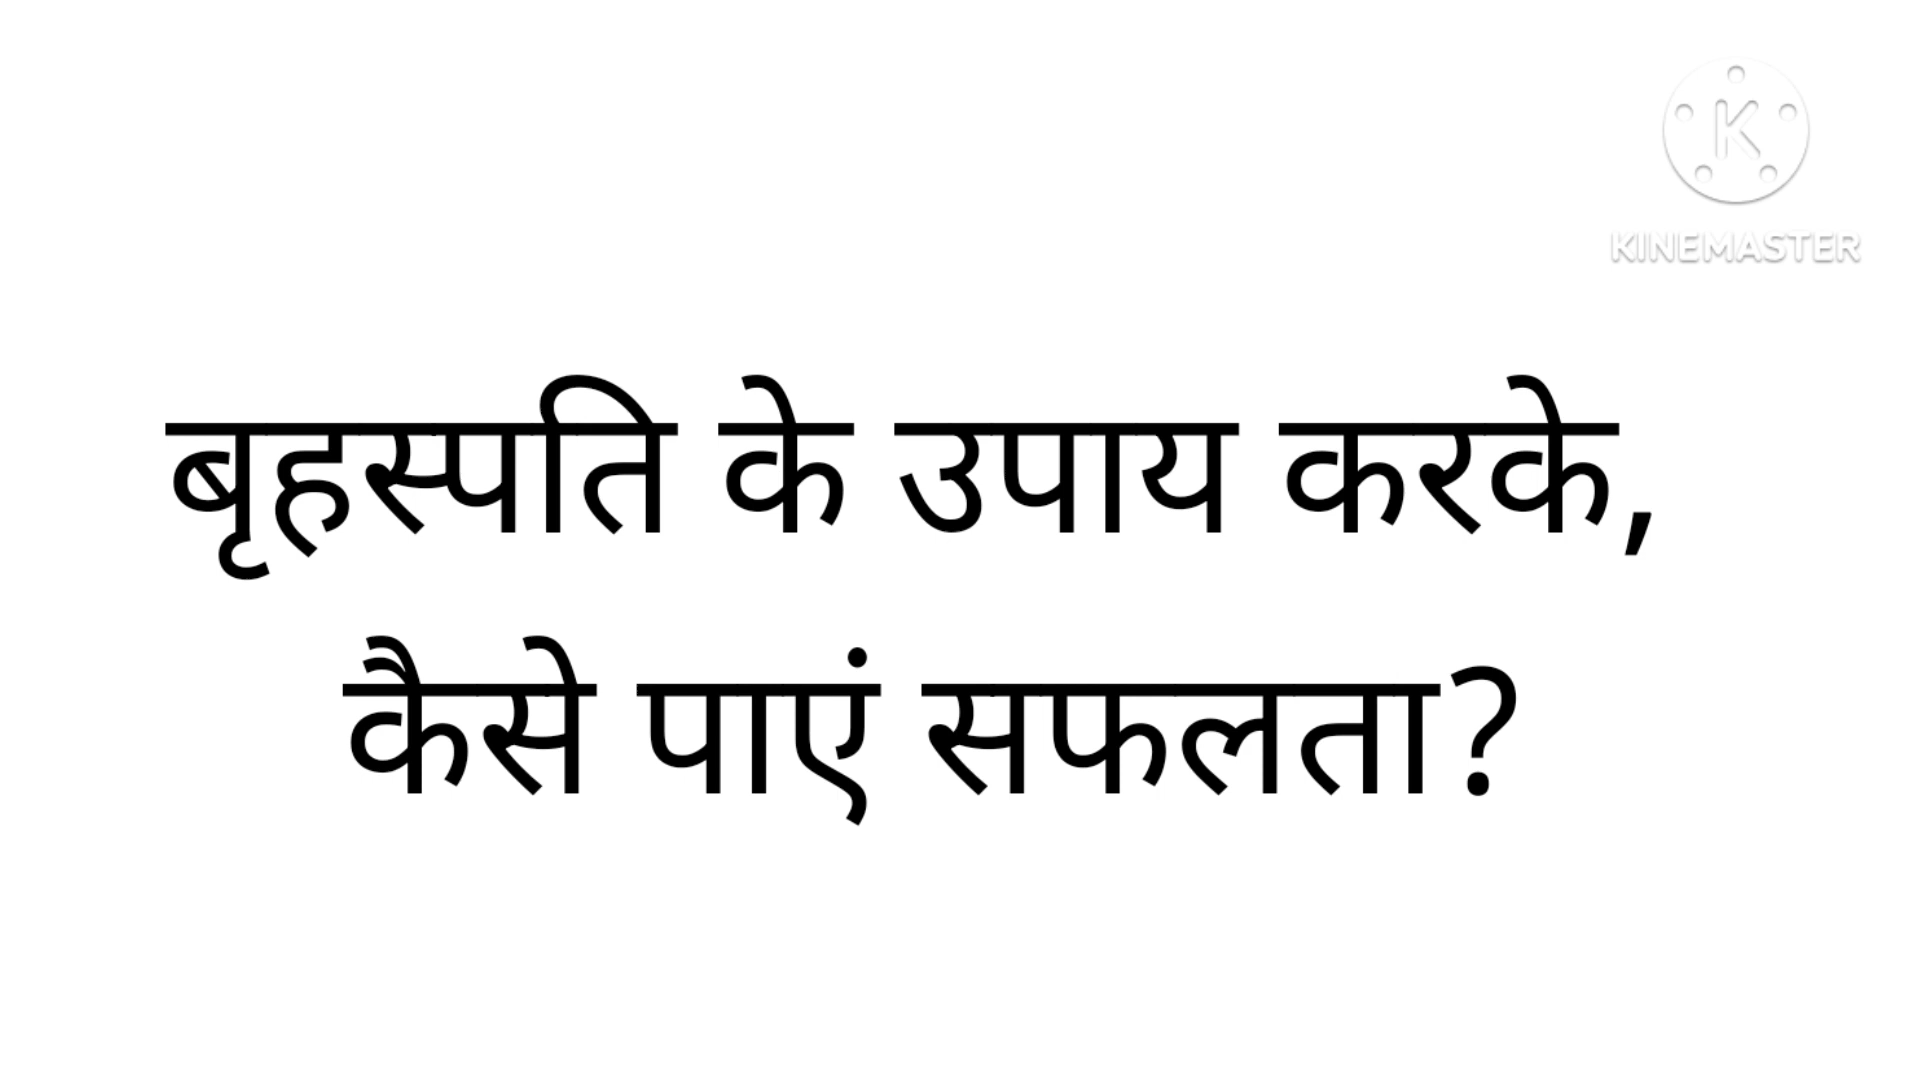 KINEMASTER
बृहस्पति के उपाय करके,
कैसे पाएं सफलता?